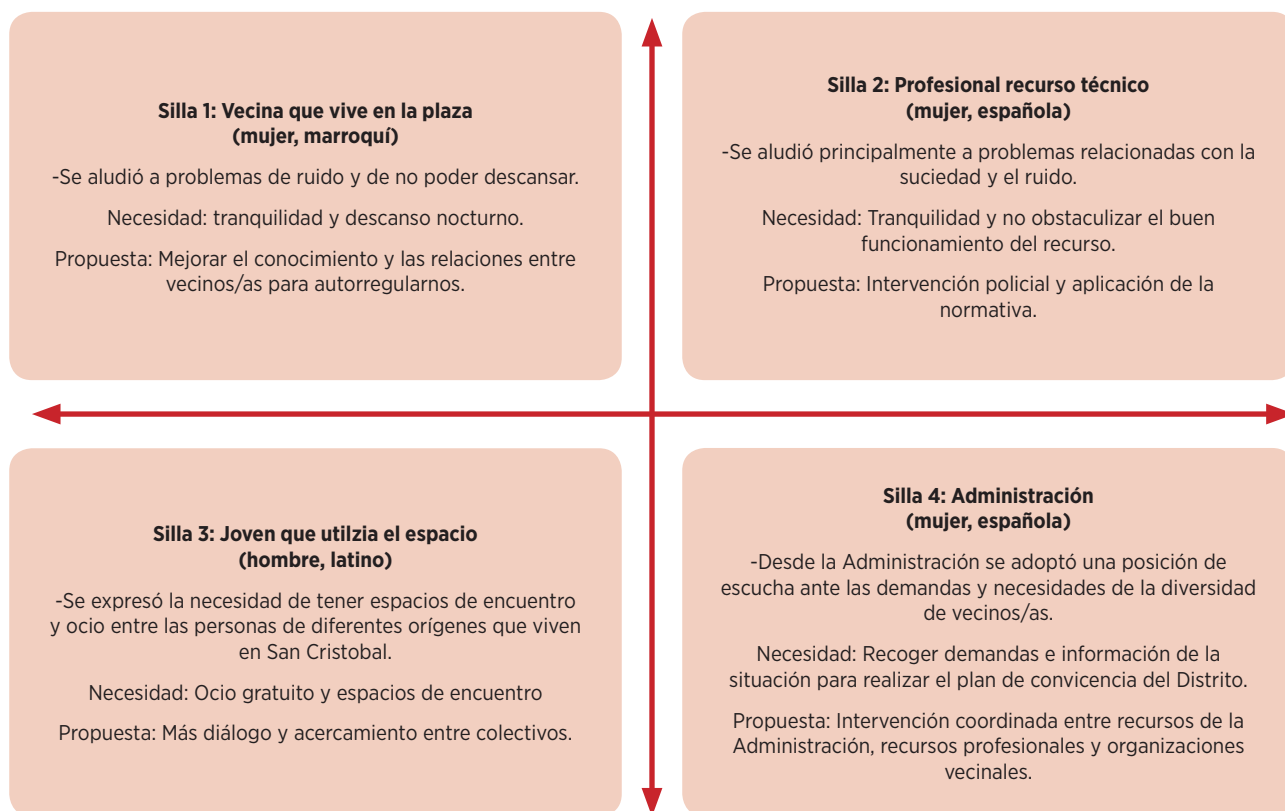 Silla 1: Vecina que vive en la plaza
(mujer, marroquí)
-Se aludió a problemas de ruido y de no poder descansar.
Necesidad: tranquilidad y descanso nocturno.
Propuesta: Mejorar el conocimiento y las relaciones entre
vecinos/as para autorregularnos.
Silla 2: Profesional recurso técnico
(mujer, española)
-Se aludió principalmente a problemas relacionadas con la
suciedad y el ruido.
Necesidad: Tranquilidad y no obstaculizar el buen
funcionamiento del recurso.
Propuesta: Intervención policial y aplicación de la
normativa.
Silla 3: Joven que utilzia el espacio
(hombre, latino)
-Se expresó la necesidad de tener espacios de encuentro
y ocio entre las personas de diferentes orígenes que viven
en San Cristobal.
Necesidad: Ocio gratuito y espacios de encuentro
Propuesta: Más diálogo y acercamiento entre colectivos.
Silla 4: Administración
(mujer, española)
-Desde la Administración se adoptó una posición de
escucha ante las demandas y necesidades de la diversidad
de vecinos/as.
Necesidad: Recoger demandas e información de la
situación para realizar el plan de convicencia del Distrito.
Propuesta: Intervención coordinada entre recursos de la
Administración, recursos profesionales y organizaciones
vecinales.